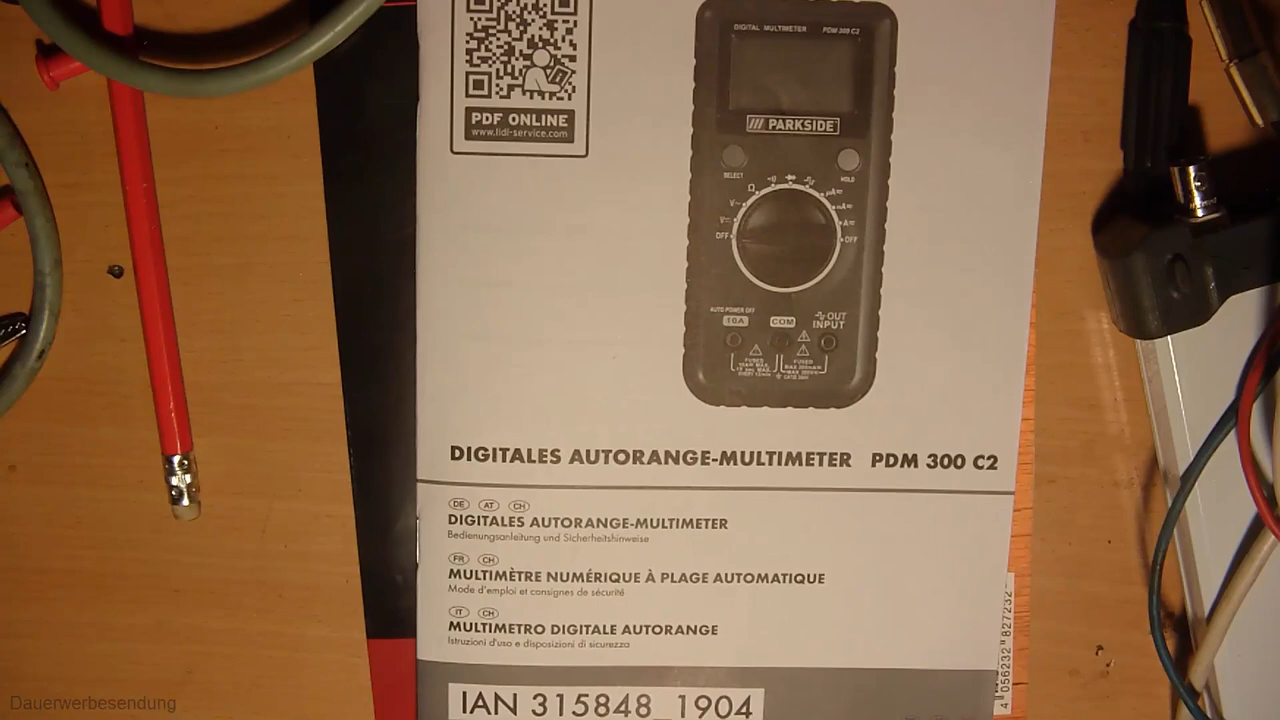 PDF ONLINE
www.lidl-service.com
DIGITAL MULTIMETER PDM 300 C2
/// PARKSIDE
SELECT
HOLD
Ω
V~
OFF
OFF
AUTO POWER OFF
10A
COM
OUT
INPUT
FUSED
FUSED
DIGITALES AUTORANGE-MULTIMETER PDM 300 C2
DE AT CH
DIGITALES AUTORANGE-MULTIMETER
Bedienungsanleitung und Sicherheitshinweise
FR CH
MULTIMÈTRE NUMÉRIQUE À PLAGE AUTOMATIQUE
Mode d'emploi et consignes de sécurité
IT CH
MULTIMETRO DIGITALE AUTORANGE
Istruzioni d'uso e disposizioni di sicurezza
IAN 315848_1904
4 056232 827232
Dauerwerbesendung